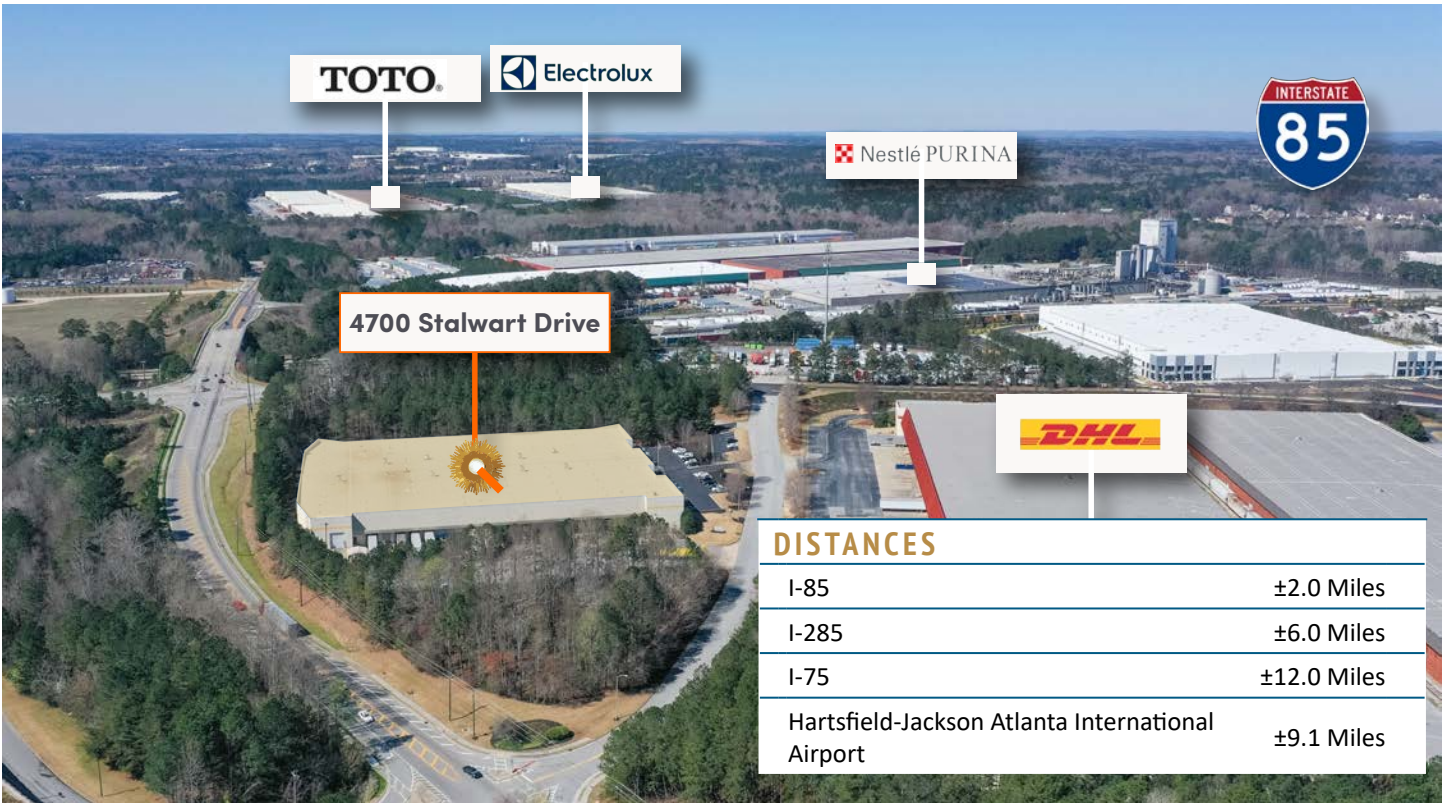 TOTO®
Electrolux
INTERSTATE
85
Nestlé PURINA
4700 Stalwart Drive
DHL
DISTANCES
I-85 ±2.0 Miles
I-285 ±6.0 Miles
I-75 ±12.0 Miles
Hartsfield-Jackson Atlanta International
Airport ±9.1 Miles